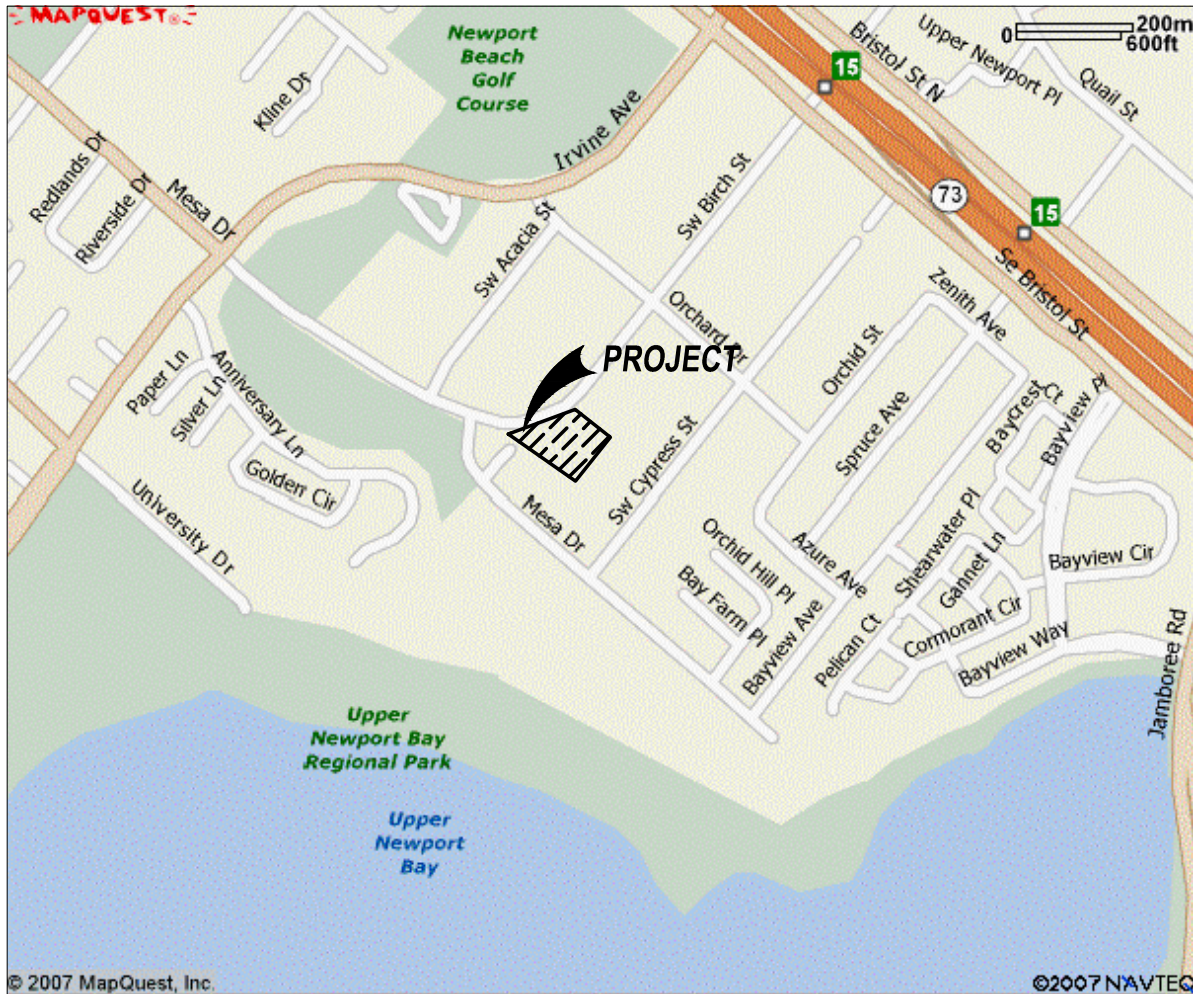 MAPQUEST®
Newport
Beach
Golf
Course
200m
0
600ft
Bristol St N
Upper Newport Pl
Quail St
15
Kline Dr
Irvine Ave
Redlands Dr
Riverside Dr
Mesa Dr
Sw Acacia St
Sw Birch St
73
15
Se Bristol St
Zenith Ave
Orchard Dr
PROJECT
Orchid St
Spruce Ave
Baycrest Ct
Bayview Pl
Paper Ln
Silver Ln
Anniversary Ln
Golden Cir
University Dr
Mesa Dr
Sw Cypress St
Orchid Hill Pl
Bay Farm Pl
Azure Ave
Bayview Ave
Shearwater Pl
Gannet Ln
Bayview Cir
Pelican Ct
Cormorant Cir
Bayview Way
Jamboree Rd
Upper
Newport Bay
Regional Park
Upper
Newport
Bay
© 2007 MapQuest, Inc.
©2007 NAVTEQ